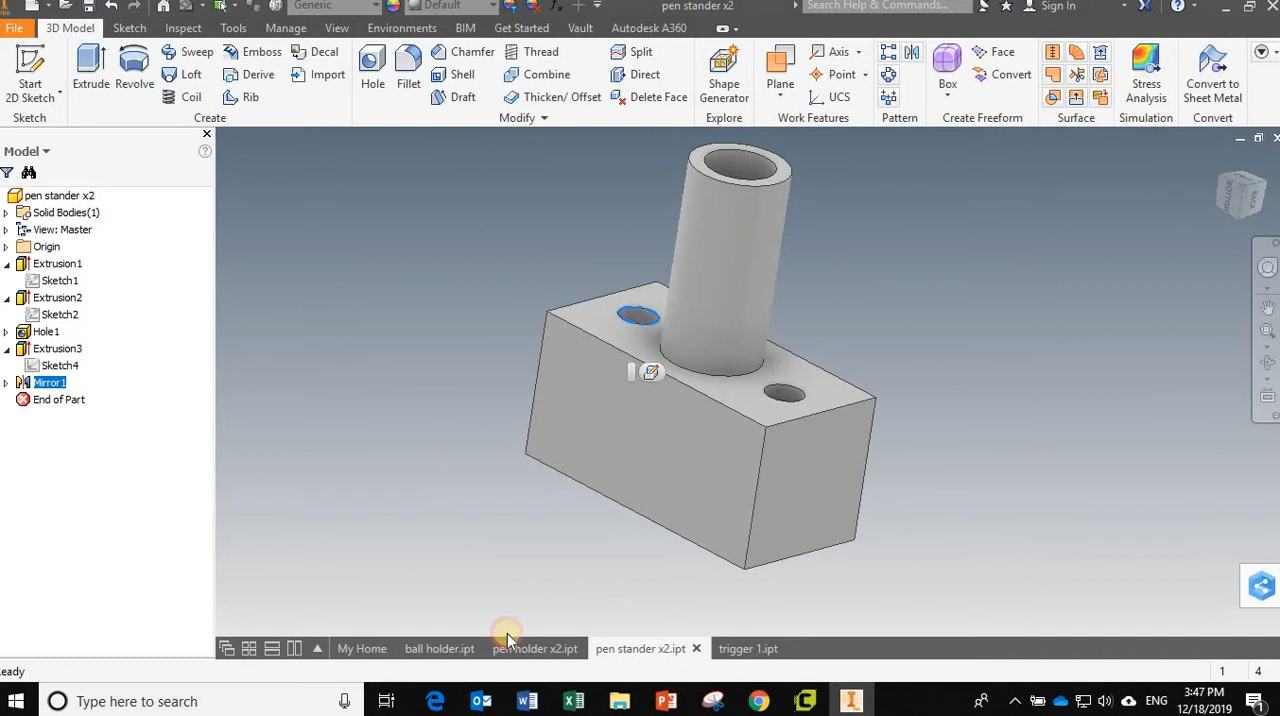 Generic Default pen stander x2 Search Help & Commands... Sign In
File 3D Model Sketch Inspect Tools Manage View Environments BIM Get Started Vault Autodesk A360
Start
2D Sketch
Sketch
Extrude Revolve
Sweep Emboss Decal
Loft Derive Import
Coil Rib
Create
Hole Fillet
Chamfer Thread Split
Shell Combine Direct
Draft Thicken/ Offset Delete Face
Modify
Shape
Generator
Explore
Plane
Axis
Point
UCS
Work Features
Pattern
Box
Face
Convert
Create Freeform
Surface
Stress
Analysis
Simulation
Convert to
Sheet Metal
Convert
Model
pen stander x2
Solid Bodies(1)
View: Master
Origin
Extrusion1
Sketch1
Extrusion2
Sketch2
Hole1
Extrusion3
Sketch4
Mirror1
End of Part
My Home ball holder.ipt pen holder x2.ipt pen stander x2.ipt trigger 1.ipt
eady 1 4
Type here to search
ENG
3:47 PM
12/18/2019